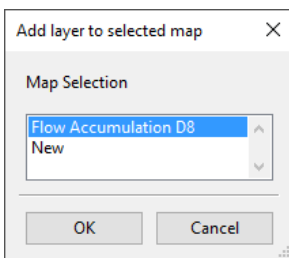 Add layer to selected map
Map Selection
Flow Accumulation D8
New
OK Cancel